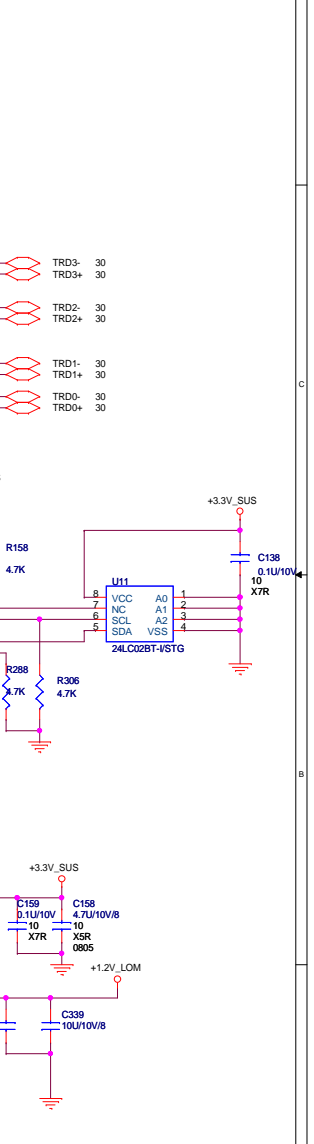 TRD3- 30
TRD3+ 30
TRD2- 30
TRD2+ 30
TRD1- 30
TRD1+ 30
C
TRD0- 30
TRD0+ 30
+3.3V_SUS
R158
4.7K
C138
0.1U/10V
10
X7R
U11
8 VCC A0 1
7 NC A1 2
6 SCL A2 3
5 SDA VSS 4
24LC02BT-I/STG
R288
4.7K
R306
4.7K
B
+3.3V_SUS
C159
0.1U/10V
10
X7R
C158
4.7U/10V/8
10
X5R
0805
+1.2V_LOM
C339
10U/10V/8